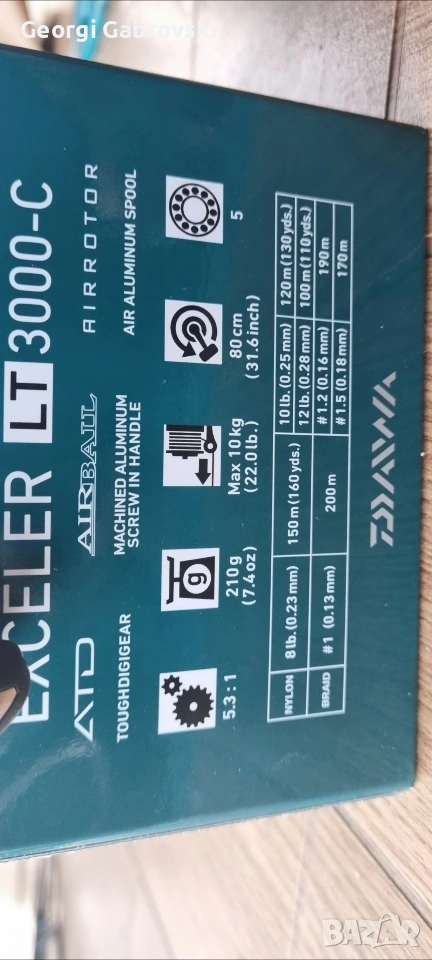 Georgi Gabrovski
EXCELER LT 3000-C
ATD AIRBAIL AIRROTOR
TOUGHDIGIGEAR
MACHINED ALUMINUM
SCREW IN HANDLE
AIR ALUMINUM SPOOL
g
5.3:1
210g
(7.4oz)
Max 10kg
(22.0lb.)
80cm
(31.6inch)
5
NYLON 8lb.(0.23mm) 150m(160yds.) 10lb.(0.25mm) 120m(130yds.)
12lb.(0.28mm) 100m(110yds.)
BRAID #1 (0.13mm) 200m #1.2 (0.16mm) 190m
#1.5 (0.18mm) 170m
DAIWA
BAZAR